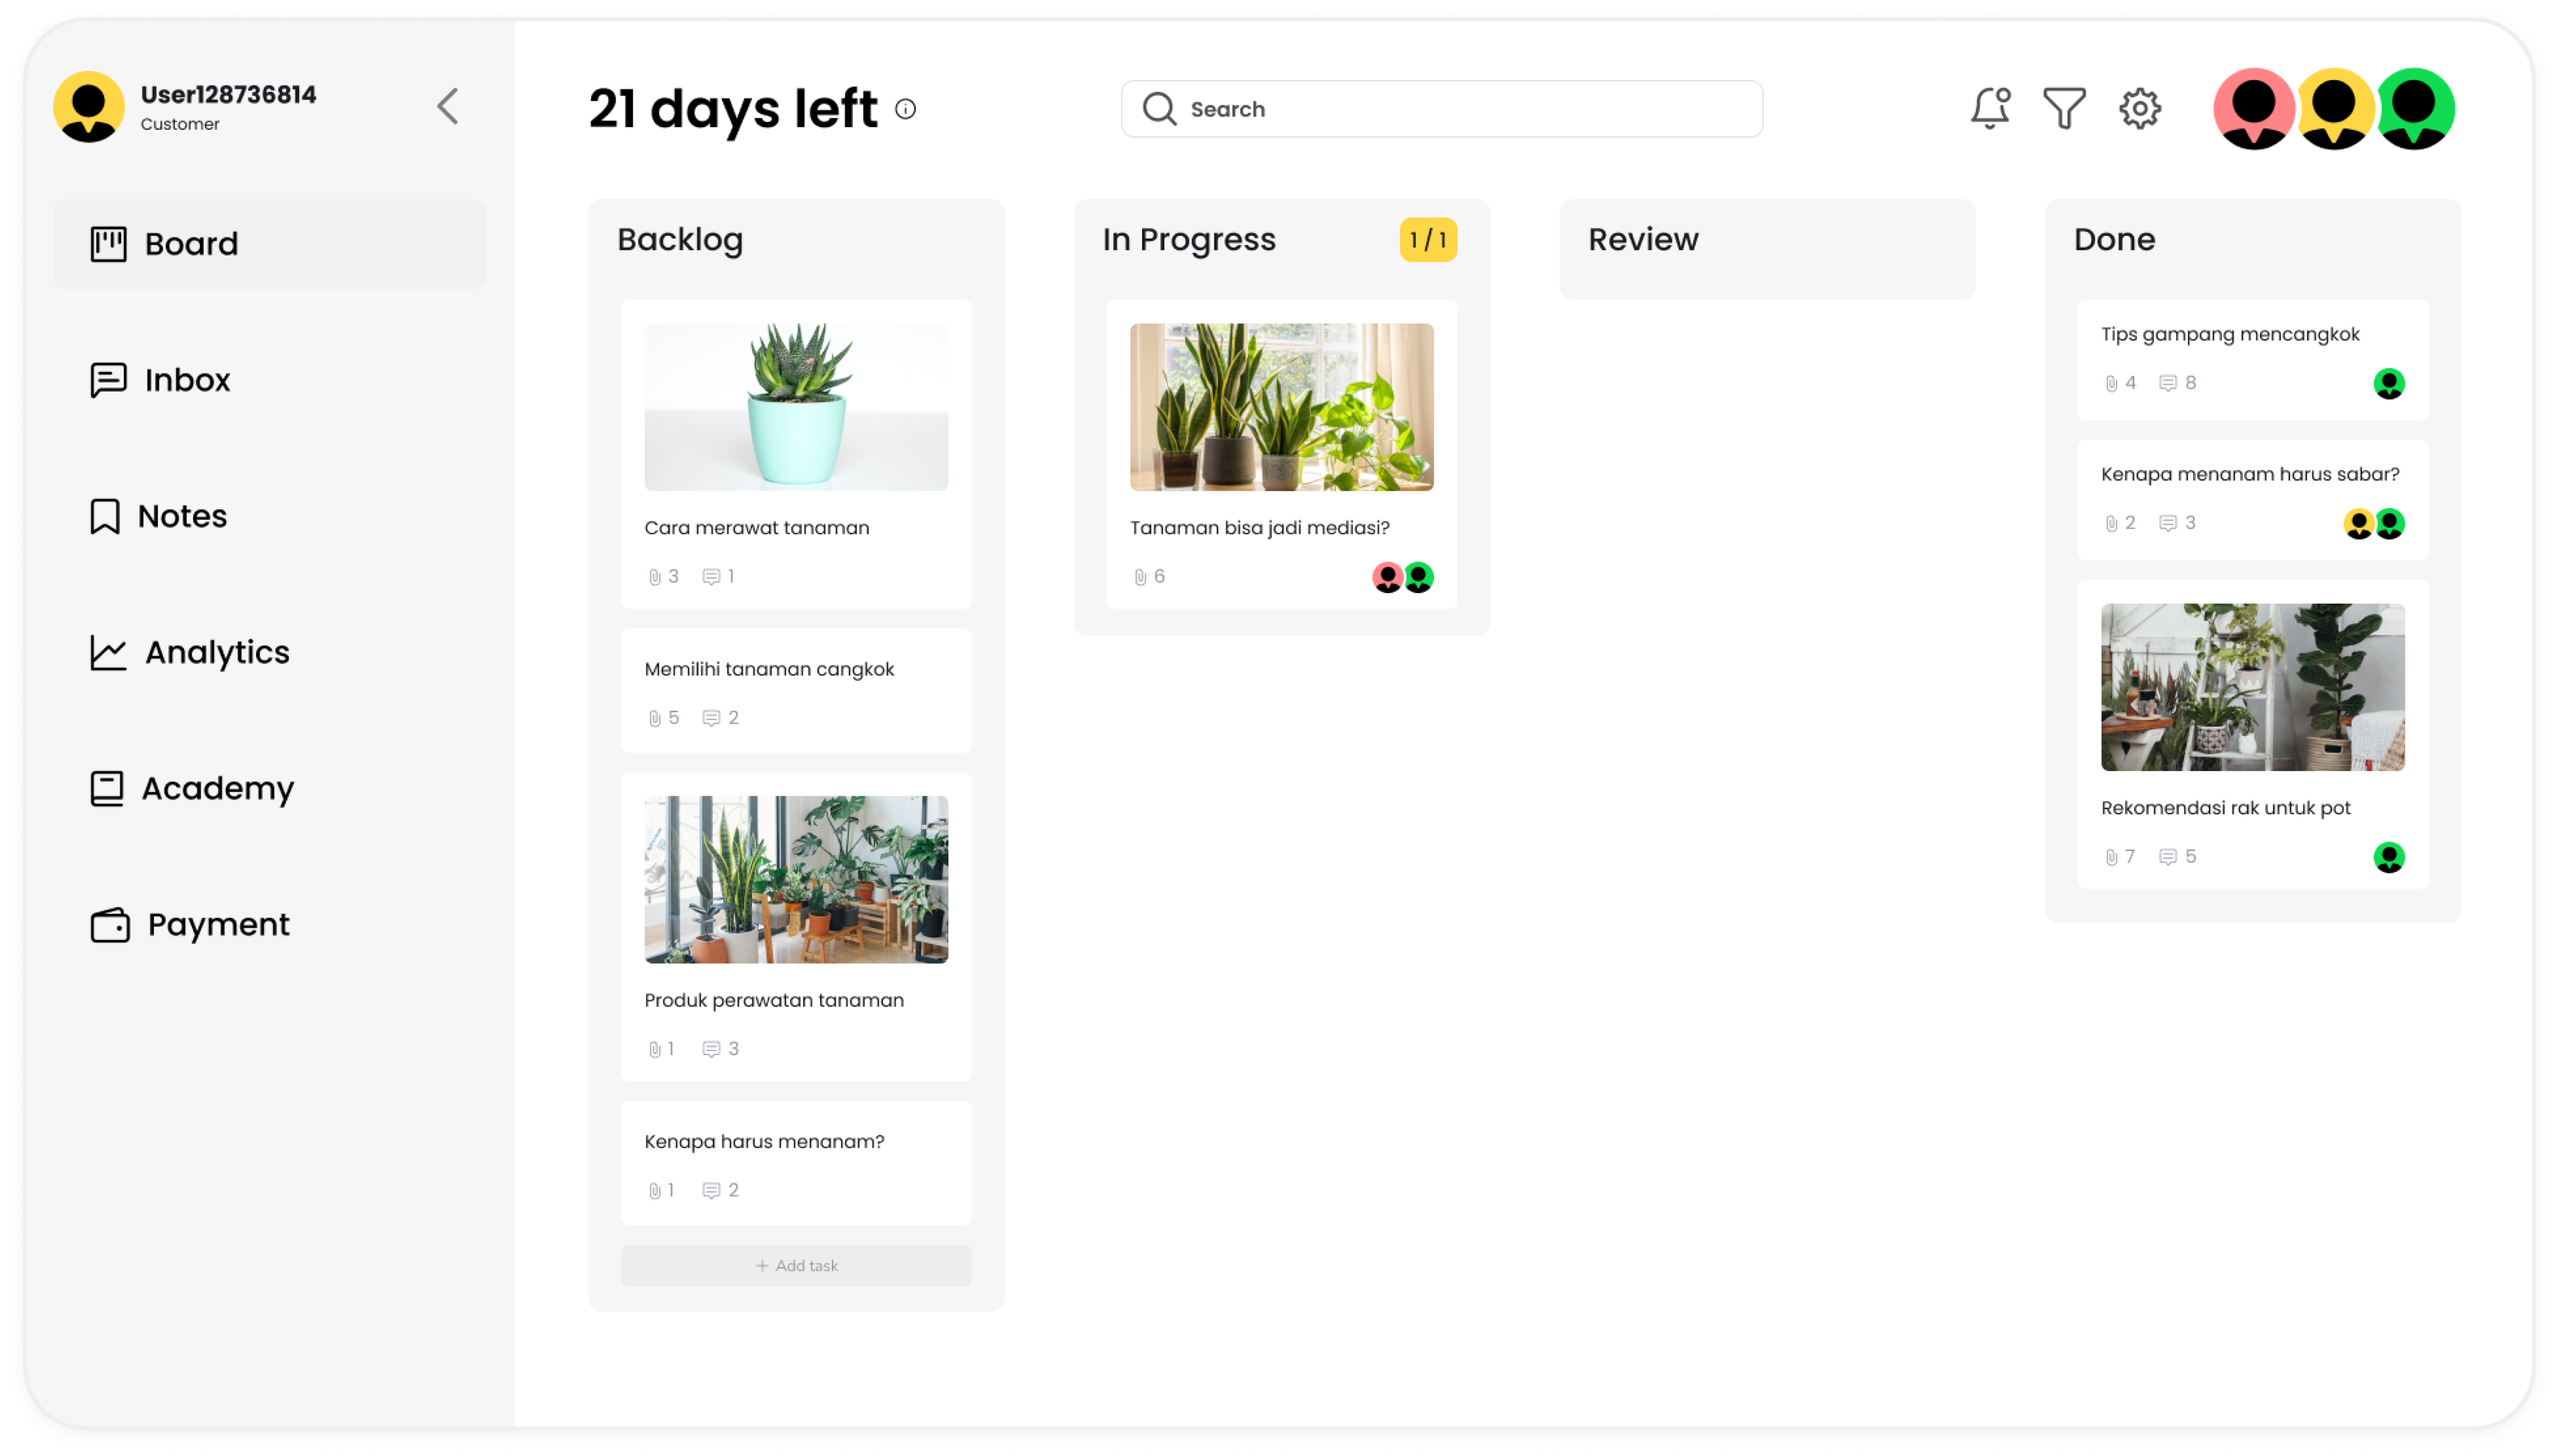 User128736814
Customer
Board
Inbox
Notes
Analytics
Academy
Payment
21 days left
Search
Backlog
Cara merawat tanaman
3 1
Memilihi tanaman cangkok
5 2
Produk perawatan tanaman
1 3
Kenapa harus menanam?
1 2
+ Add task
In Progress
1 / 1
Tanaman bisa jadi mediasi?
6
Review
Done
Tips gampang mencangkok
4 8
Kenapa menanam harus sabar?
2 3
Rekomendasi rak untuk pot
7 5